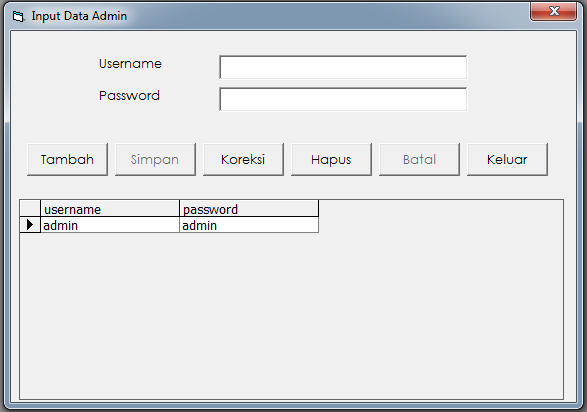 Input Data Admin
Username
Password
Tambah Simpan Koreksi Hapus Batal Keluar
username password
admin admin